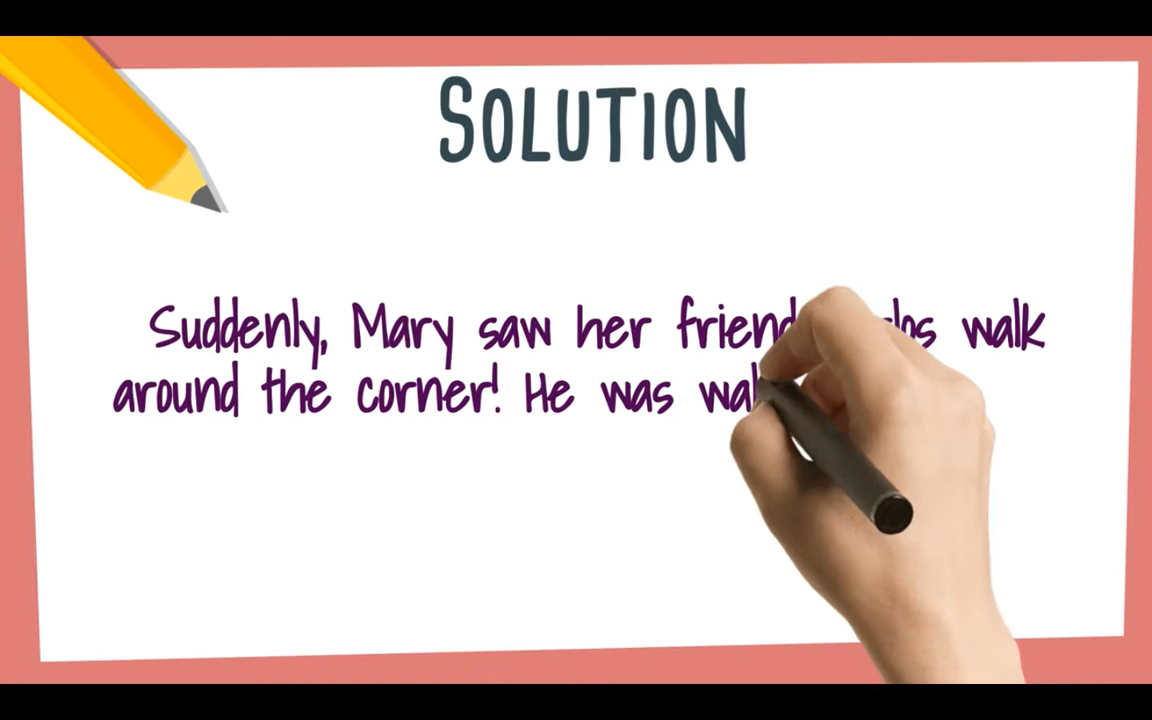 SOLUTION
Suddenly, Mary saw her friend walk
around the corner! He was